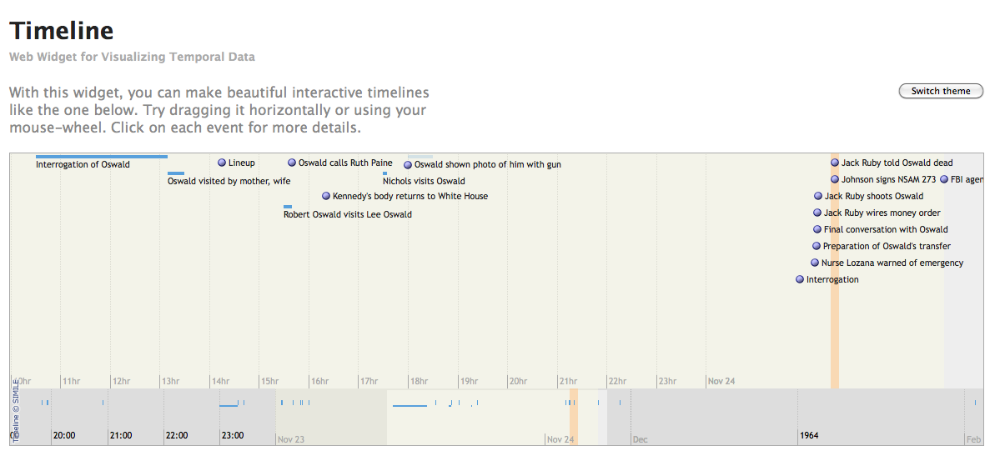 Timeline
Web Widget for Visualizing Temporal Data
With this widget, you can make beautiful interactive timelines
like the one below. Try dragging it horizontally or using your
mouse-wheel. Click on each event for more details.
Switch theme
Interrogation of Oswald
Lineup
Oswald calls Ruth Paine
Oswald shown photo of him with gun
Jack Ruby told Oswald dead
Oswald visited by mother, wife
Nichols visits Oswald
Johnson signs NSAM 273
FBI agen
Kennedy's body returns to White House
Jack Ruby shoots Oswald
Robert Oswald visits Lee Oswald
Jack Ruby wires money order
Final conversation with Oswald
Preparation of Oswald's transfer
Nurse Lozana warned of emergency
Interrogation
0hr 11hr 12hr 13hr 14hr 15hr 16hr 17hr 18hr 19hr 20hr 21hr 22hr 23hr Nov 24
Timeline © SIMILE
20:00 21:00 22:00 23:00 Nov 23 Nov 24 Dec 1964 Feb